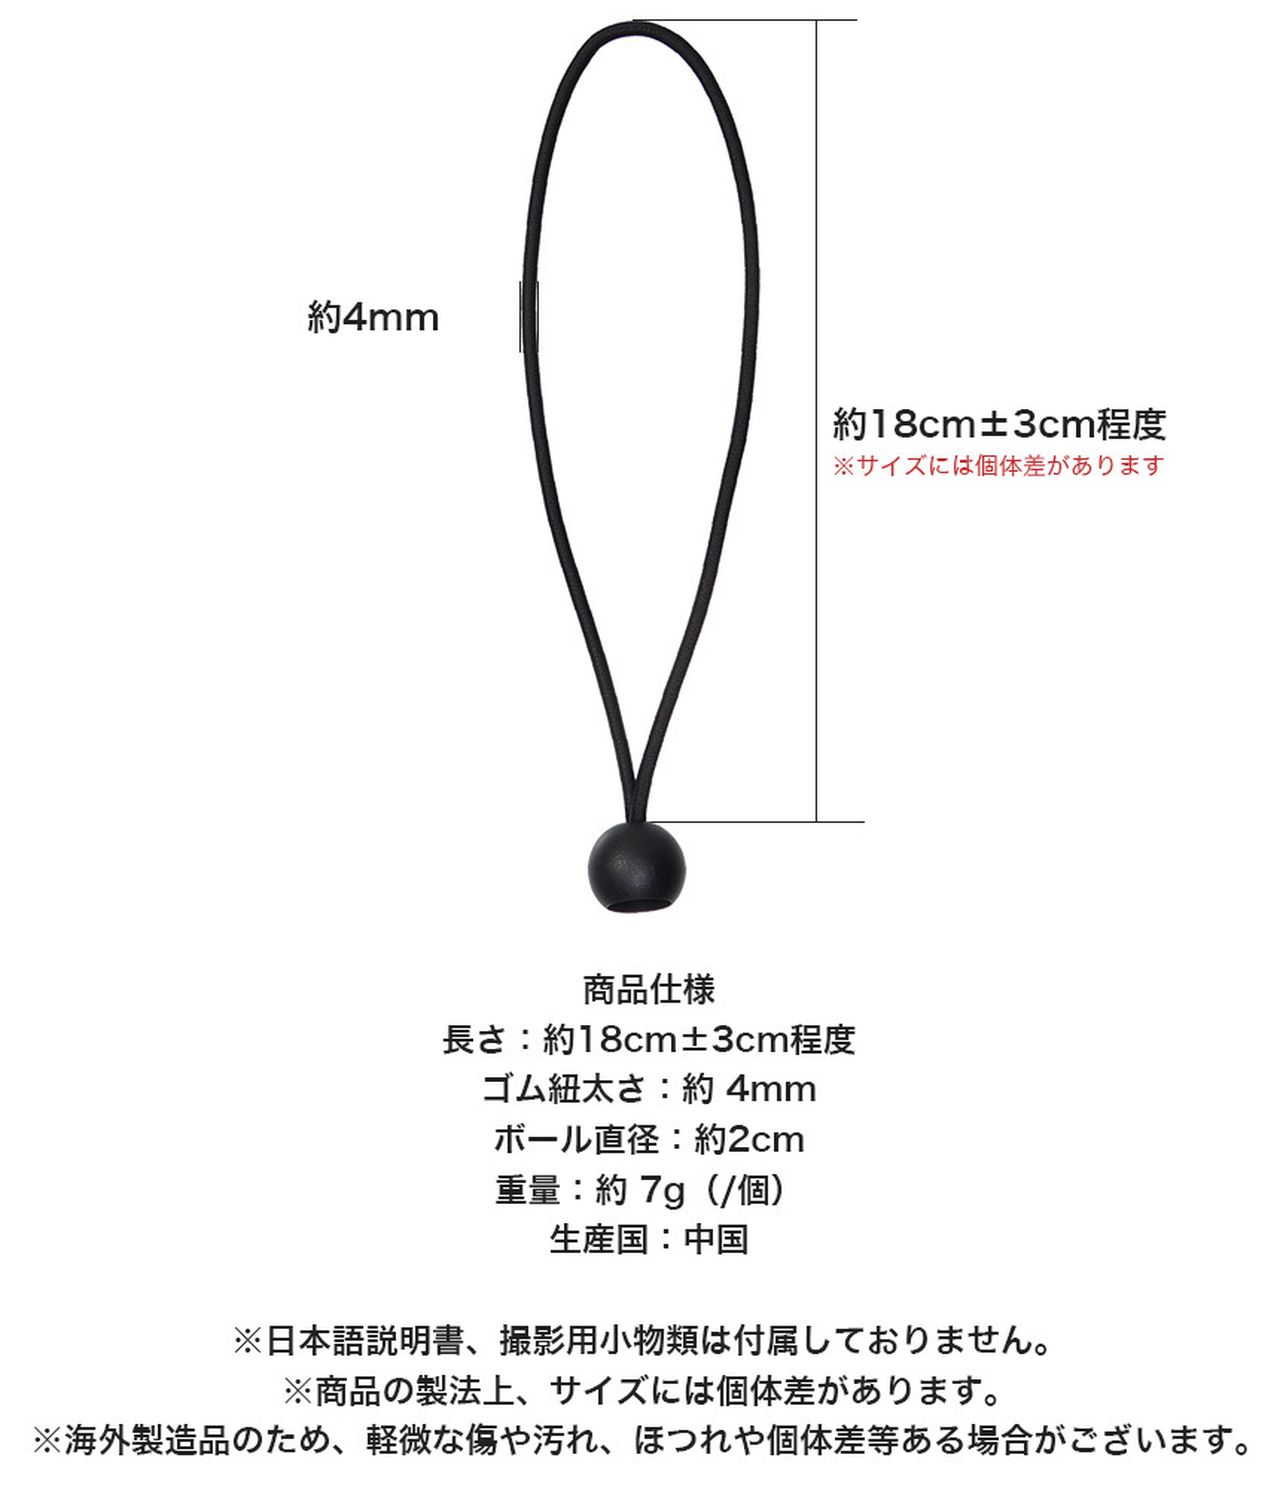 約4mm
約18cm±3cm程度
※サイズには個体差があります
商品仕様
長さ：約18cm±3cm程度
ゴム紐太さ：約 4mm
ボール直径：約2cm
重量：約 7g（/個）
生産国：中国
※日本語説明書、撮影用小物類は付属しておりません。
※商品の製法上、サイズには個体差があります。
※海外製造品のため、軽微な傷や汚れ、ほつれや個体差等ある場合がございます。